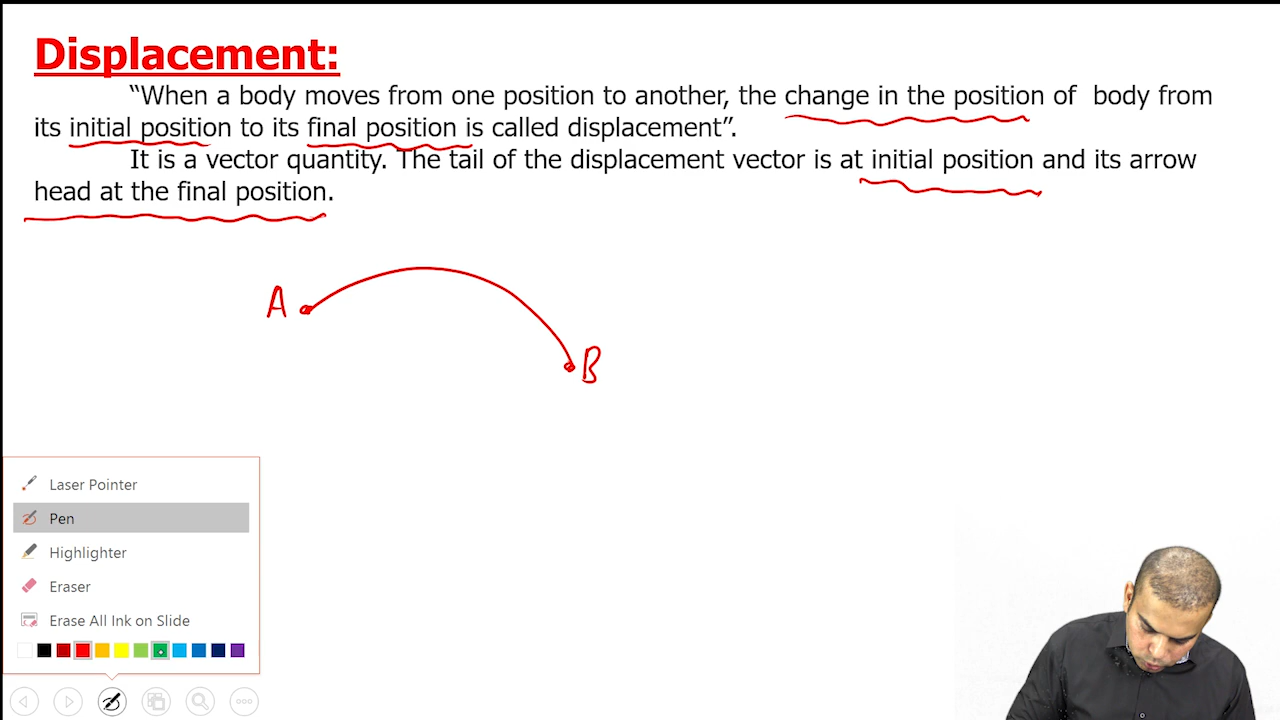 Displacement:
“When a body moves from one position to another, the change in the position of body from
its initial position to its final position is called displacement”.
It is a vector quantity. The tail of the displacement vector is at initial position and its arrow
head at the final position.
A
B
Laser Pointer
Pen
Highlighter
Eraser
Erase All Ink on Slide